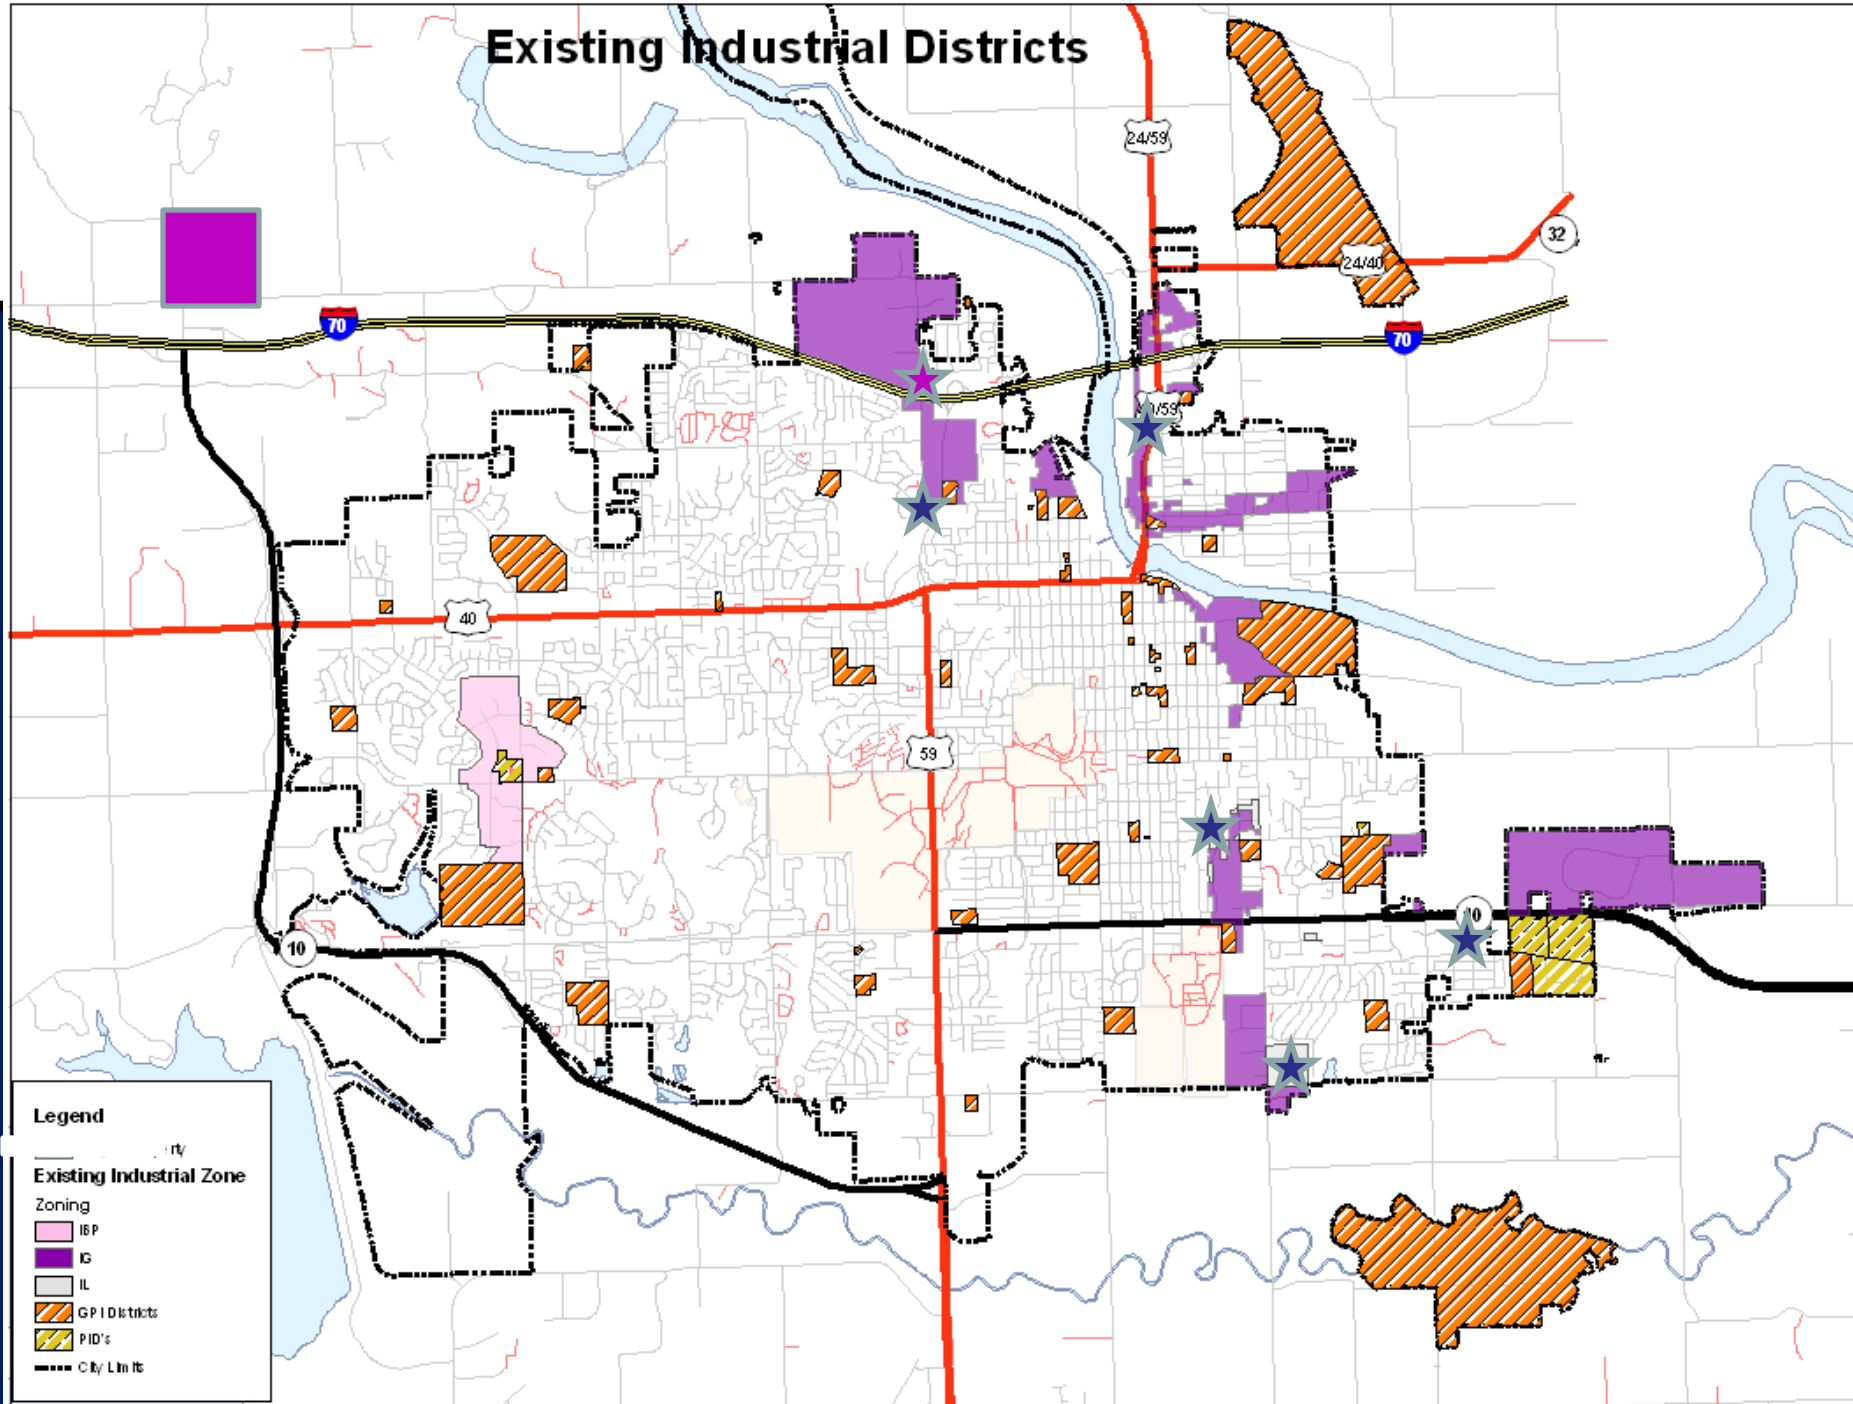 Existing Industrial Districts
24/59
32
24/40
70
70
/59
40
59
10
10
Legend
rty
Existing Industrial Zone
Zoning
IBP
IG
IL
GPI Districts
PID's
City Limits